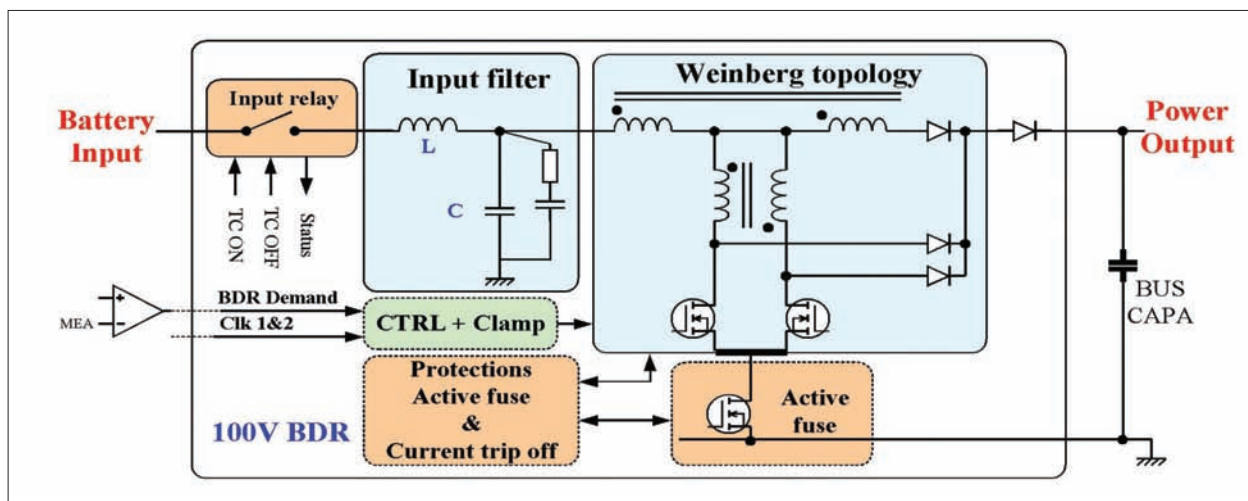 Input filter
Weinberg topology
Input relay
Battery
Input
Power
Output
L
C
TC ON
TC OFF
Status
BDR Demand
MEA
Clk 1&2
CTRL + Clamp
BUS
CAPA
Protections
Active fuse
&
Current trip off
Active
fuse
100V BDR